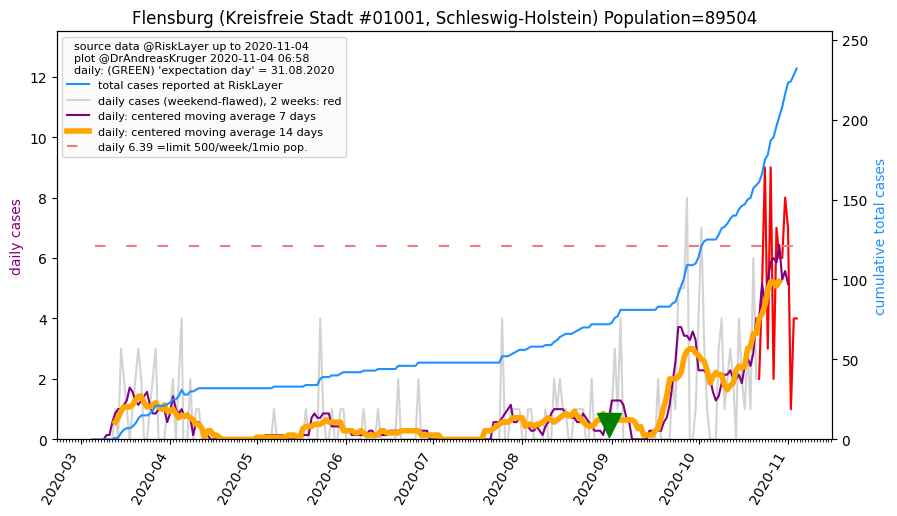 Flensburg (Kreisfreie Stadt #01001, Schleswig-Holstein) Population=89504
source data @RiskLayer up to 2020-11-04
plot @DrAndreasKruger 2020-11-04 06:58
daily: (GREEN) 'expectation day' = 31.08.2020
total cases reported at RiskLayer
daily cases (weekend-flawed), 2 weeks: red
daily: centered moving average 7 days
daily: centered moving average 14 days
daily 6.39 =limit 500/week/1mio pop.
daily cases
12
10
8
6
4
2
0
cumulative total cases
250
200
150
100
50
0
2020-03
2020-04
2020-05
2020-06
2020-07
2020-08
2020-09
2020-10
2020-11